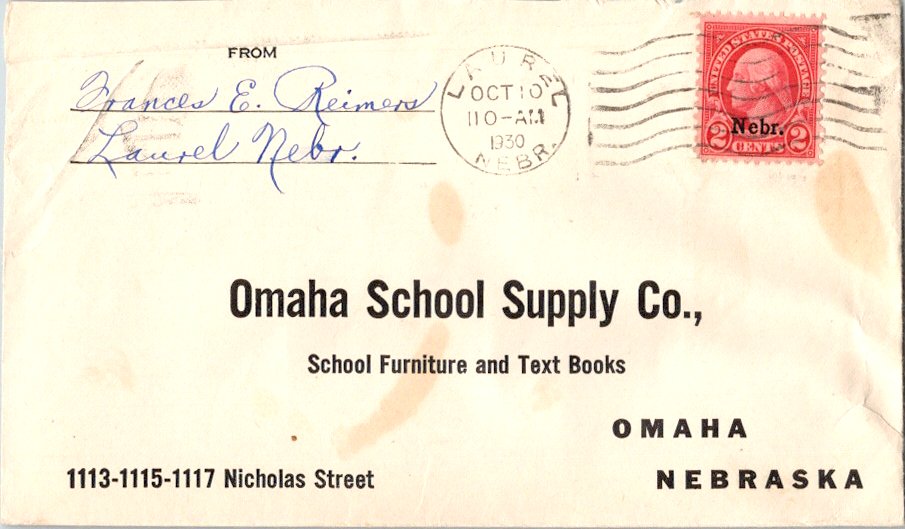 FROM
Frances E. Reimers
Laurel Nebr.
LAUREL
OCT 10
11 0-AM
1930
NEBR.
UNITED STATES POSTAGE
Nebr.
2 CENTS 2
Omaha School Supply Co.,
School Furniture and Text Books
OMAHA
1113-1115-1117 Nicholas Street
NEBRASKA